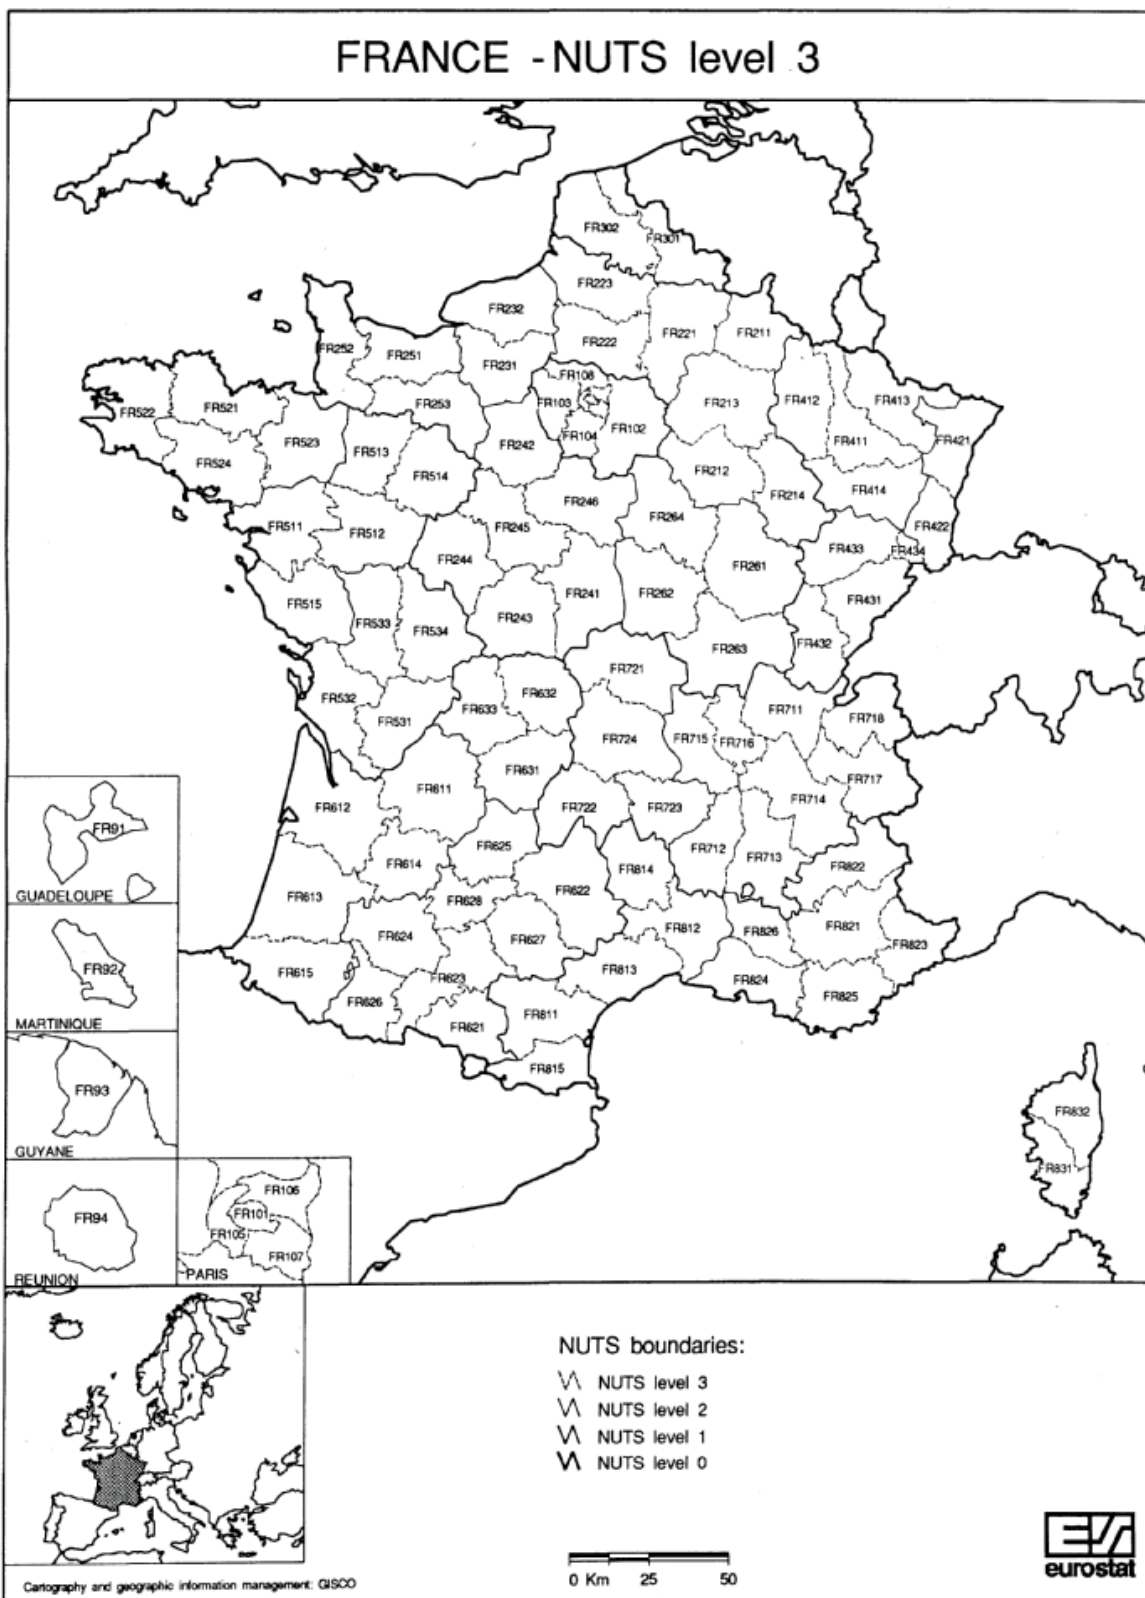 FRANCE - NUTS level 3
FR302
FR301
FR223
FR232
FR222
FR221
FR211
FR252
FR251
FR231
FR108
FR253
FR103
FR213
FR412
FR413
FR522
FR521
FR523
FR513
FR242
FR104
FR102
FR411
FR421
FR524
FR514
FR212
FR214
FR414
FR246
FR511
FR512
FR245
FR264
FR422
FR244
FR433
FR434
FR261
FR515
FR533
FR534
FR243
FR241
FR262
FR431
FR432
FR263
FR721
FR532
FR531
FR633
FR632
FR711
FR718
FR724
FR715
FR716
FR631
FR717
FR612
FR611
FR722
FR723
FR714
FR91
GUADELOUPE
FR625
FR712
FR713
FR614
FR814
FR822
FR613
FR628
FR622
FR624
FR627
FR812
FR826
FR821
FR823
FR92
MARTINIQUE
FR615
FR623
FR813
FR824
FR825
FR626
FR621
FR811
FR815
FR93
GUYANE
FR832
FR831
FR94
REUNION
FR106
FR101
FR105
FR107
PARIS
NUTS boundaries:
NUTS level 3
NUTS level 2
NUTS level 1
NUTS level 0
0 Km 25 50
eurostat
Cartography and geographic information management: GISCO